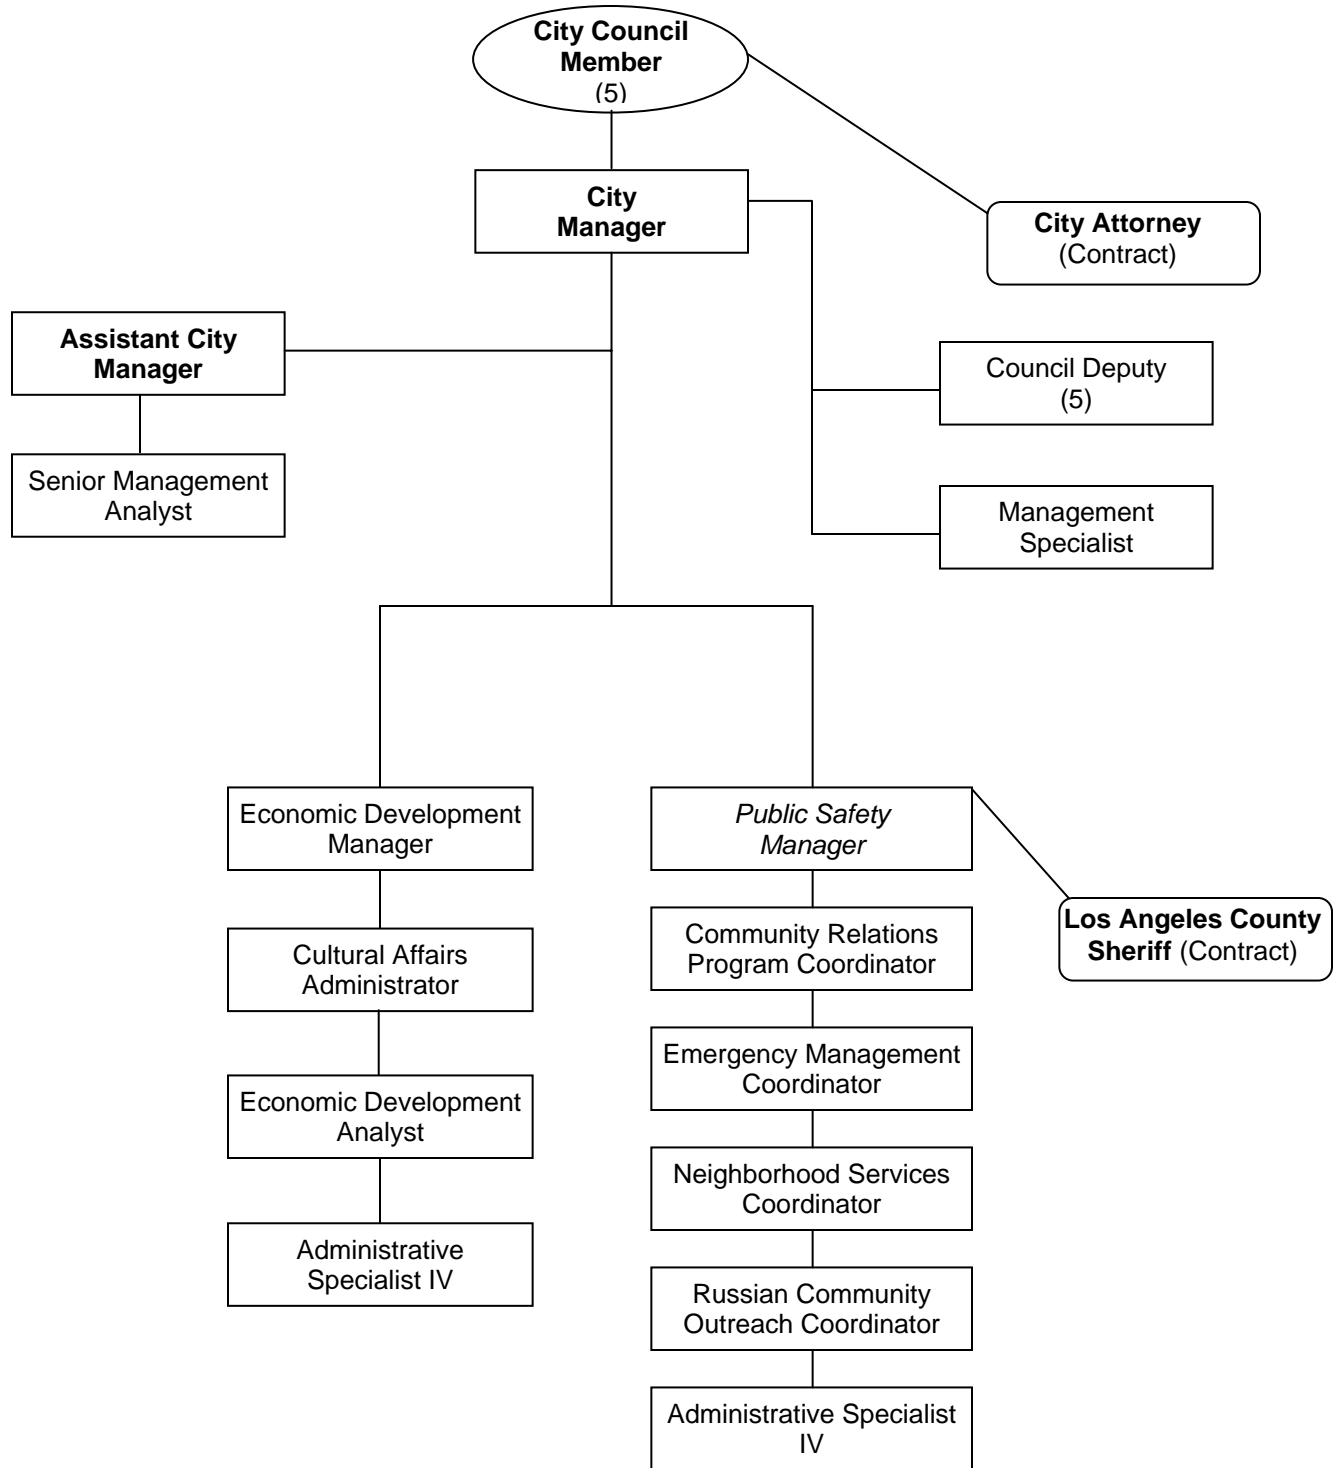 City Council
Member
(5)
City
Manager
City Attorney
(Contract)
Assistant City
Manager
Council Deputy
(5)
Senior Management
Analyst
Management
Specialist
Economic Development
Manager
Cultural Affairs
Administrator
Economic Development
Analyst
Administrative
Specialist IV
Public Safety
Manager
Los Angeles County
Sheriff (Contract)
Community Relations
Program Coordinator
Emergency Management
Coordinator
Neighborhood Services
Coordinator
Russian Community
Outreach Coordinator
Administrative Specialist
IV